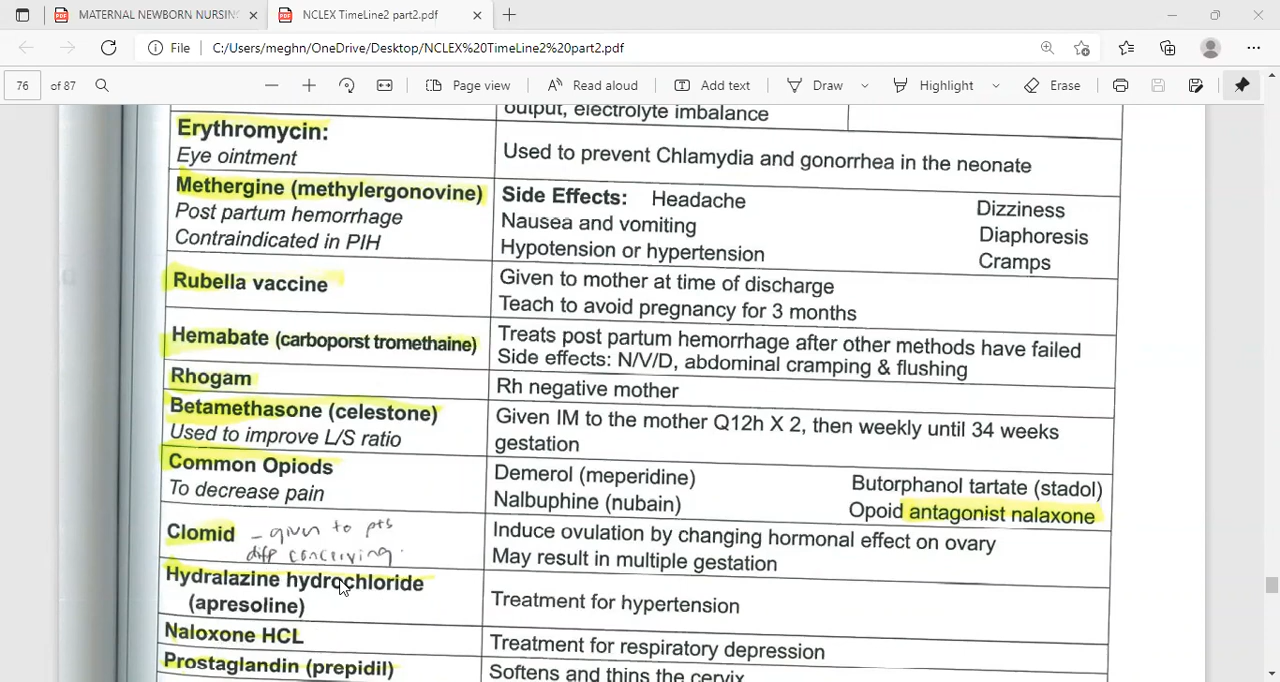 MATERNAL NEWBORN NURSIN
NCLEX TimeLine2 part2.pdf
File
C:/Users/meghn/OneDrive/Desktop/NCLEX%20TimeLine2%20part2.pdf
76 of 87
Page view
Read aloud
Add text
Draw
Highlight
Erase
output, electrolyte imbalance
Erythromycin:
Eye ointment
Used to prevent Chlamydia and gonorrhea in the neonate
Methergine (methylergonovine)
Post partum hemorrhage
Contraindicated in PIH
Side Effects: Headache
Nausea and vomiting
Hypotension or hypertension
Dizziness
Diaphoresis
Cramps
Rubella vaccine
Given to mother at time of discharge
Teach to avoid pregnancy for 3 months
Hemabate (carboporst tromethaine)
Treats post partum hemorrhage after other methods have failed
Side effects: N/V/D, abdominal cramping & flushing
Rhogam
Rh negative mother
Betamethasone (celestone)
Used to improve L/S ratio
Given IM to the mother Q12h X 2, then weekly until 34 weeks
gestation
Common Opiods
To decrease pain
Demerol (meperidine)
Nalbuphine (nubain)
Butorphanol tartate (stadol)
Opoid antagonist nalaxone
Clomid - given to pts
diff conceiving.
Induce ovulation by changing hormonal effect on ovary
May result in multiple gestation
Hydralazine hydrochloride
(apresoline)
Treatment for hypertension
Naloxone HCL
Treatment for respiratory depression
Prostaglandin (prepidil)
Softens and thins the cervix